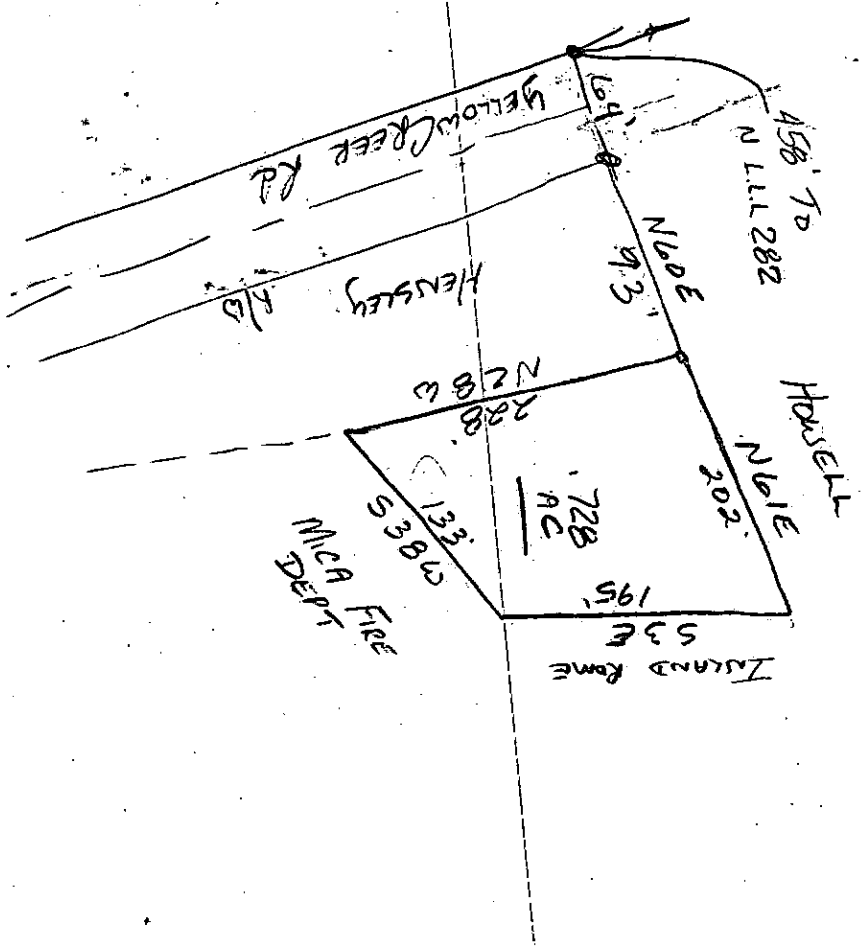 458' TO
N L.L.L 282
64'
YELLOW CREEK Rd
N60E
93'
HENSLEY
R/W
HOWSELL
N61E
202'
N28W
228'
.728
AC
133'
S38W
MICA FIRE
DEPT
195'
S3E
INLAND ROME